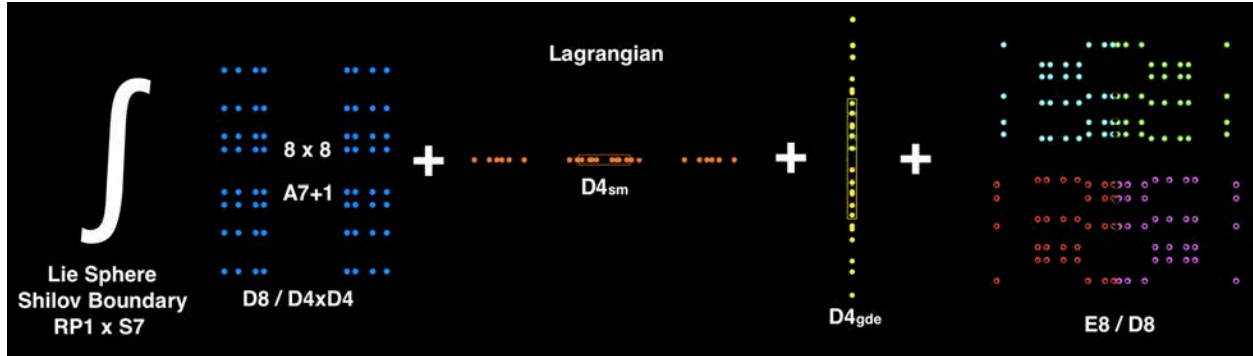 Lagrangian
8 x 8
A7+1
∫
+
D4sm
+
+
Lie Sphere
Shilov Boundary
RP1 x S7
D8 / D4xD4
D4gde
E8 / D8